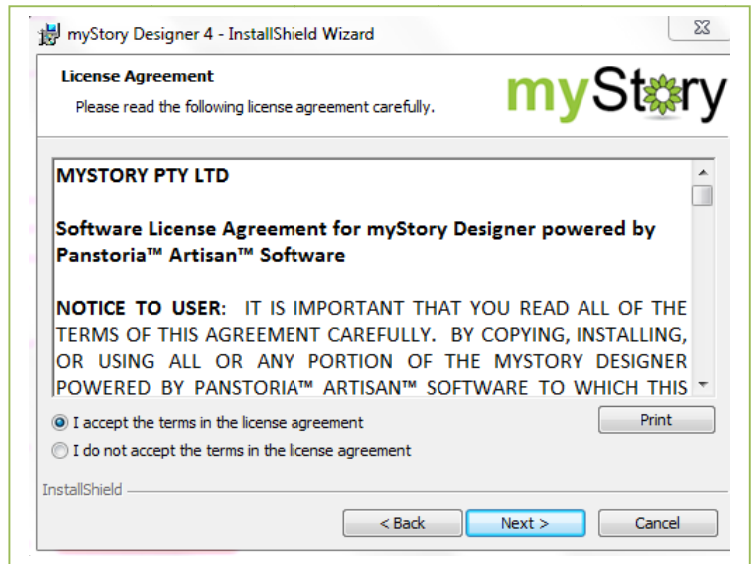 myStory Designer 4 - InstallShield Wizard
License Agreement
Please read the following license agreement carefully.
myStory
MYSTORY PTY LTD
Software License Agreement for myStory Designer powered by
Panstoria™ Artisan™ Software
NOTICE TO USER: IT IS IMPORTANT THAT YOU READ ALL OF THE
TERMS OF THIS AGREEMENT CAREFULLY. BY COPYING, INSTALLING,
OR USING ALL OR ANY PORTION OF THE MYSTORY DESIGNER
POWERED BY PANSTORIA™ ARTISAN™ SOFTWARE TO WHICH THIS
I accept the terms in the license agreement
Print
I do not accept the terms in the license agreement
InstallShield
< Back Next > Cancel